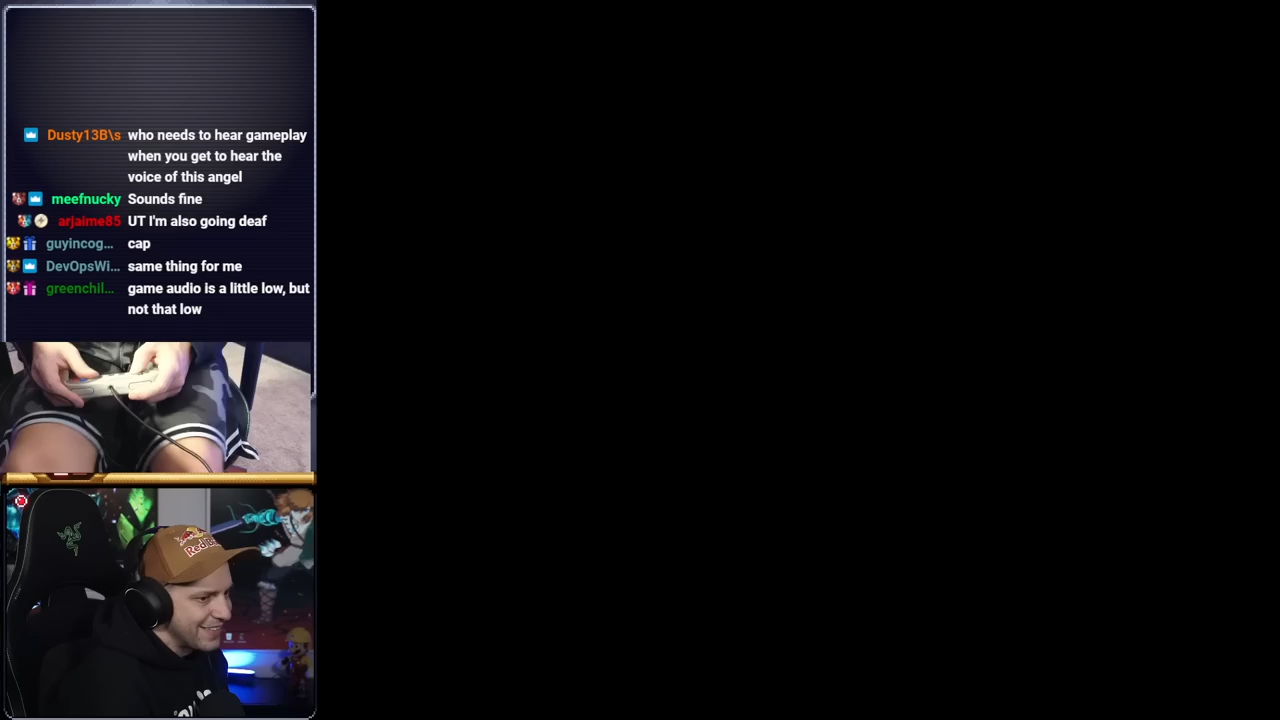 Dusty13B\s who needs to hear gameplay
when you get to hear the
voice of this angel
meefnucky Sounds fine
arjaime85 UT I'm also going deaf
guyincog... cap
DevOpsWi... same thing for me
greenchil... game audio is a little low, but
not that low
Red Bull